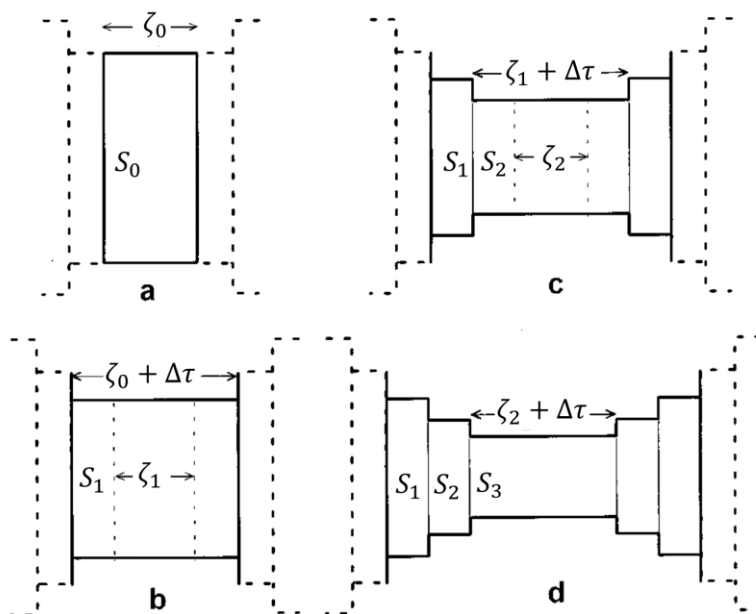 ζ₀
S₀
a
ζ₁ + Δτ
S₁ S₂ ζ₂
c
ζ₀ + Δτ
S₁ ζ₁
b
ζ₂ + Δτ
S₁ S₂ S₃
d